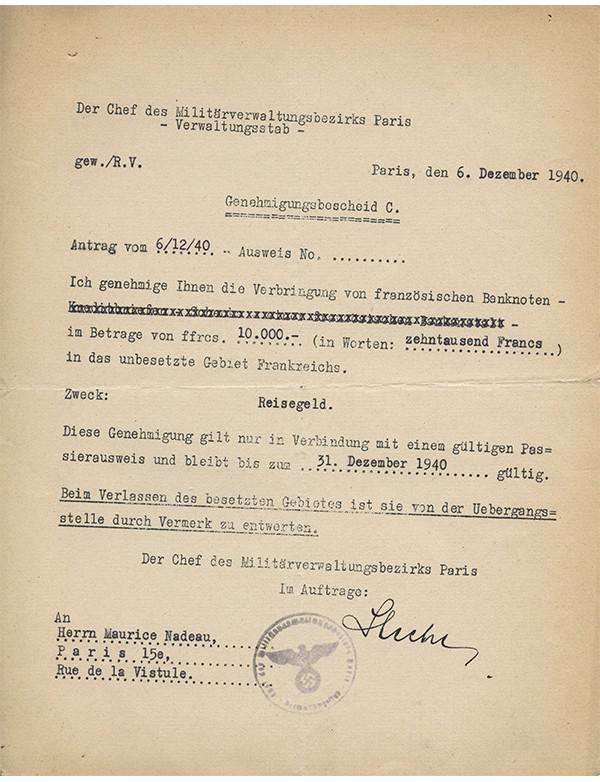 Der Chef des Militärverwaltungsbezirks Paris
- Verwaltungsstab -
gew./R.V.
Paris, den 6. Dezember 1940.
Genehmigungsbescheid C.
Antrag vom 6/12/40 - Ausweis No. ..........
Ich genehmige Ihnen die Verbringung von französischen Banknoten -
im Betrage von ffrcs. 10.000.- (in Worten: zehntausend Francs )
in das unbesetzte Gebiet Frankreichs.
Zweck: Reisegeld.
Diese Genehmigung gilt nur in Verbindung mit einem gültigen Pas=
sierausweis und bleibt bis zum 31. Dezember 1940 gültig.
Beim Verlassen des besetzten Gebietes ist sie von der Uebergangs=
stelle durch Vermerk zu entwerten.
Der Chef des Militärverwaltungsbezirks Paris
Im Auftrage:
An
Herrn Maurice Nadeau,
Paris 15e,
Rue de la Vistule.